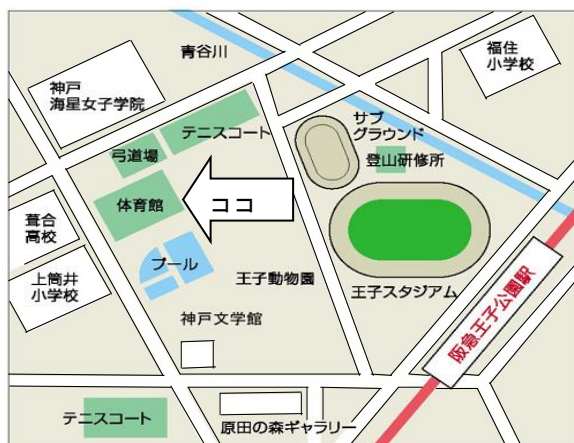 青谷川
福住
小学校
神戸
海星女子学院
サブ
グラウンド
テニスコート
弓道場
登山研修所
体育館
ココ
葺合
高校
プール
王子動物園
上筒井
小学校
王子スタジアム
阪急王子公園駅
神戸文学館
テニスコート
原田の森ギャラリー